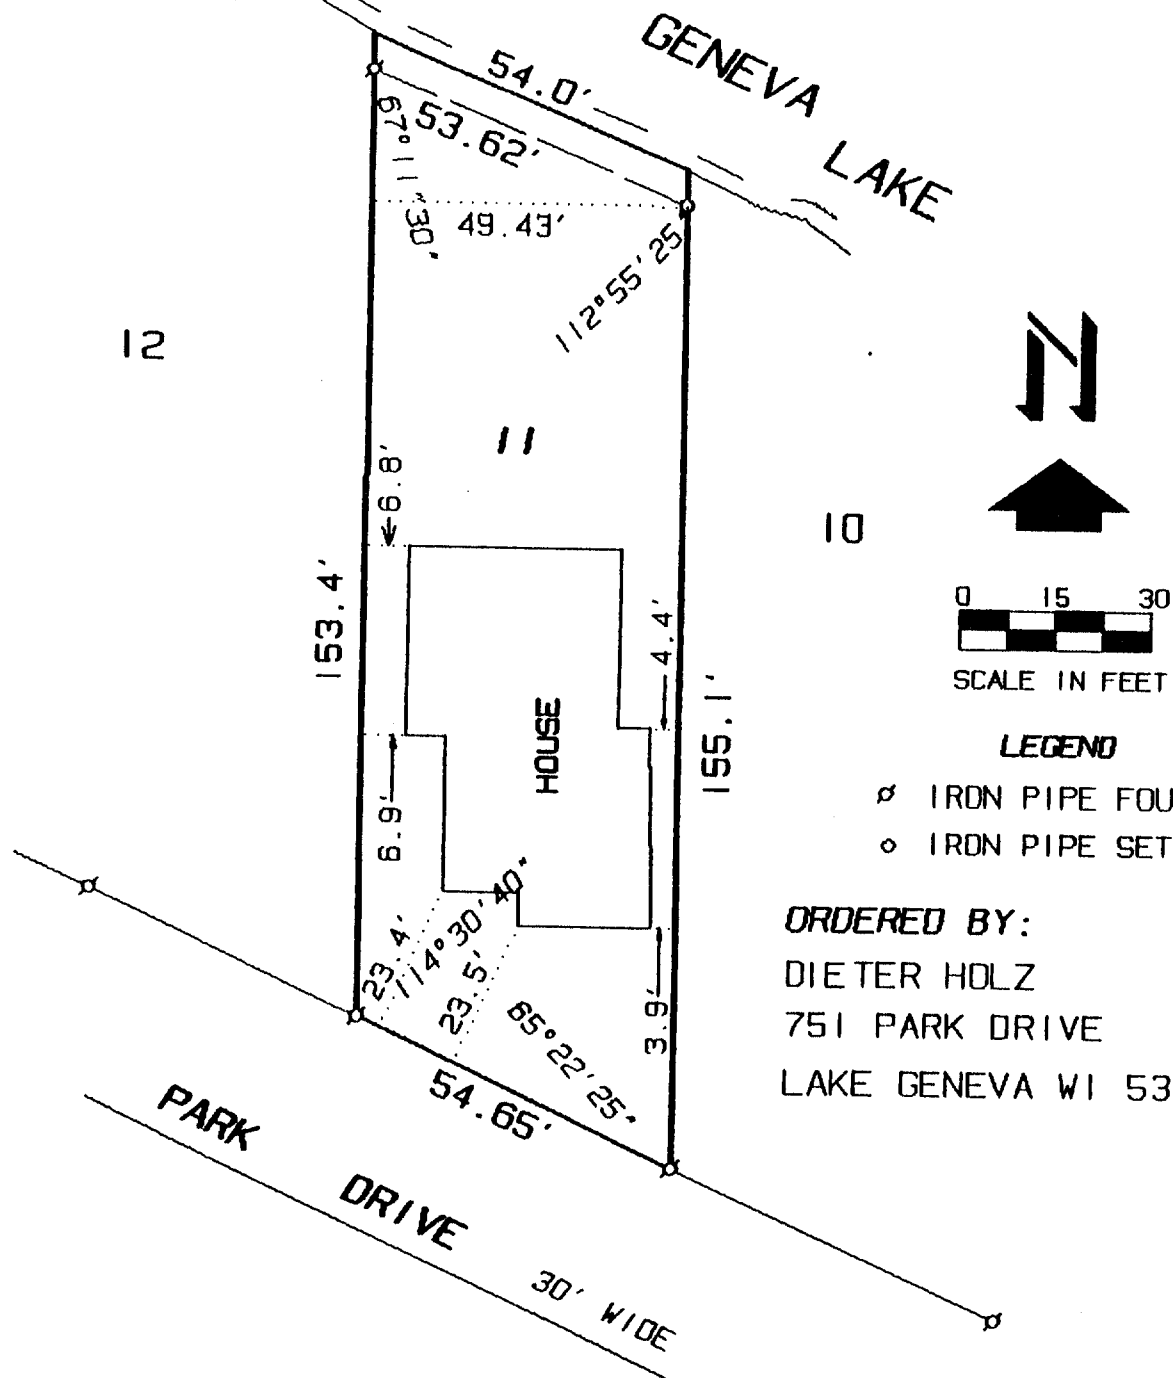 GENEVA LAKE
54.0'
53.62'
67°11"30"
49.43'
112°55'25
12
11
N
6.8'
10
153.4'
0 15 30
SCALE IN FEET
4.4'
155.1'
HOUSE
LEGEND
IRON PIPE FOU
IRON PIPE SET
6.9'
ORDERED BY:
DIETER HOLZ
751 PARK DRIVE
LAKE GENEVA WI 53
23.4'
114°30'40"
23.5'
65°22'25"
3.9'
54.65'
PARK DRIVE
30' WIDE